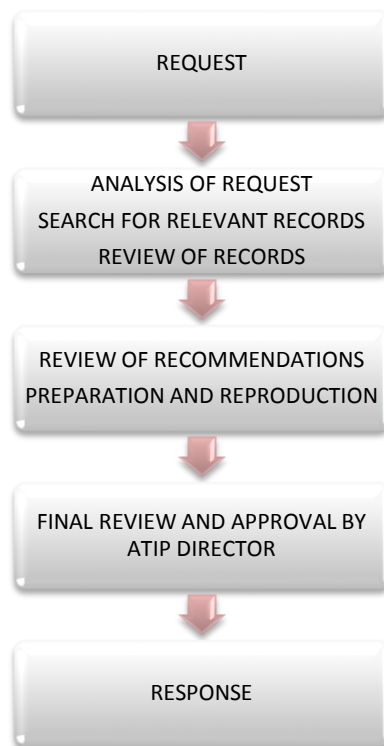 REQUEST
ANALYSIS OF REQUEST
SEARCH FOR RELEVANT RECORDS
REVIEW OF RECORDS
REVIEW OF RECOMMENDATIONS
PREPARATION AND REPRODUCTION
FINAL REVIEW AND APPROVAL BY
ATIP DIRECTOR
RESPONSE